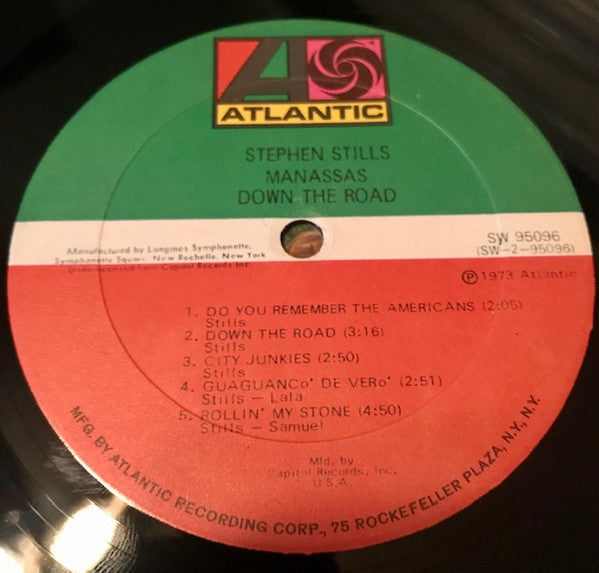 ATLANTIC
STEPHEN STILLS
MANASSAS
DOWN THE ROAD
SW 95096
(SW-2-95096)
Manufactured by Longines Symphonette,
Symphonette Square New Rochelle, New York
Under license from Capitol Records Inc.
℗ 1973 Atlantic
1. DO YOU REMEMBER THE AMERICANS (2:05)
Stills
2. DOWN THE ROAD (3:16)
Stills
3. CITY JUNKIES (2:50)
Stills
4. GUAGUANCo' DE VERo' (2:51)
Stills – Lala
5. ROLLIN' MY STONE (4:50)
Stills – Samuel
Mfd. by
Capitol Records, Inc.
U.S.A.
MFG. BY ATLANTIC RECORDING CORP., 75 ROCKEFELLER PLAZA, N.Y., N.Y.